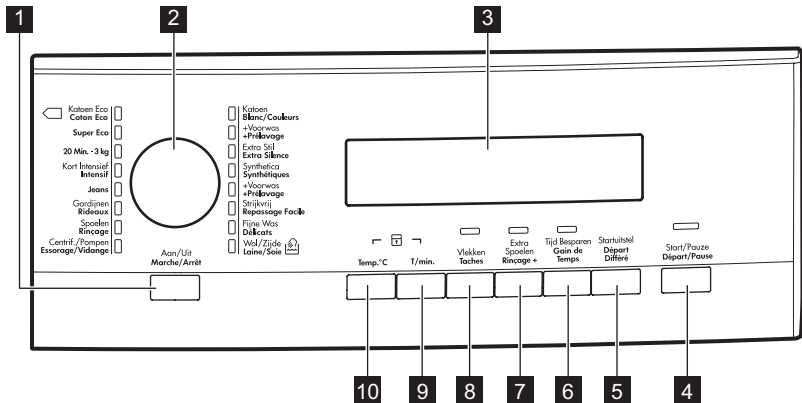 1
2
3
Katoen Eco
Coton Eco
Super Eco
20 Min. - 3 kg
Kort Intensief
Intensif
Jeans
Gordijnen
Rideaux
Spoelen
Rinçage
Centrif./Pompen
Essorage/Vidange
Katoen
Blanc/Couleurs
+Voorwas
+Prélavage
Extra Stil
Extra Silence
Synthetica
Synthétiques
+Voorwas
+Prélavage
Strijkvrij
Repassage Facile
Fijne Was
Délicats
Wol/Zijde
Laine/Soie
Aan/Uit
Marche/Arrêt
Temp.°C
T/min.
Vlekken
Taches
Extra
Spoelen
Rinçage +
Tijd Besparen
Gain de
Temps
Startuitstel
Départ
Différé
Start/Pauze
Départ/Pause
10
9
8
7
6
5
4